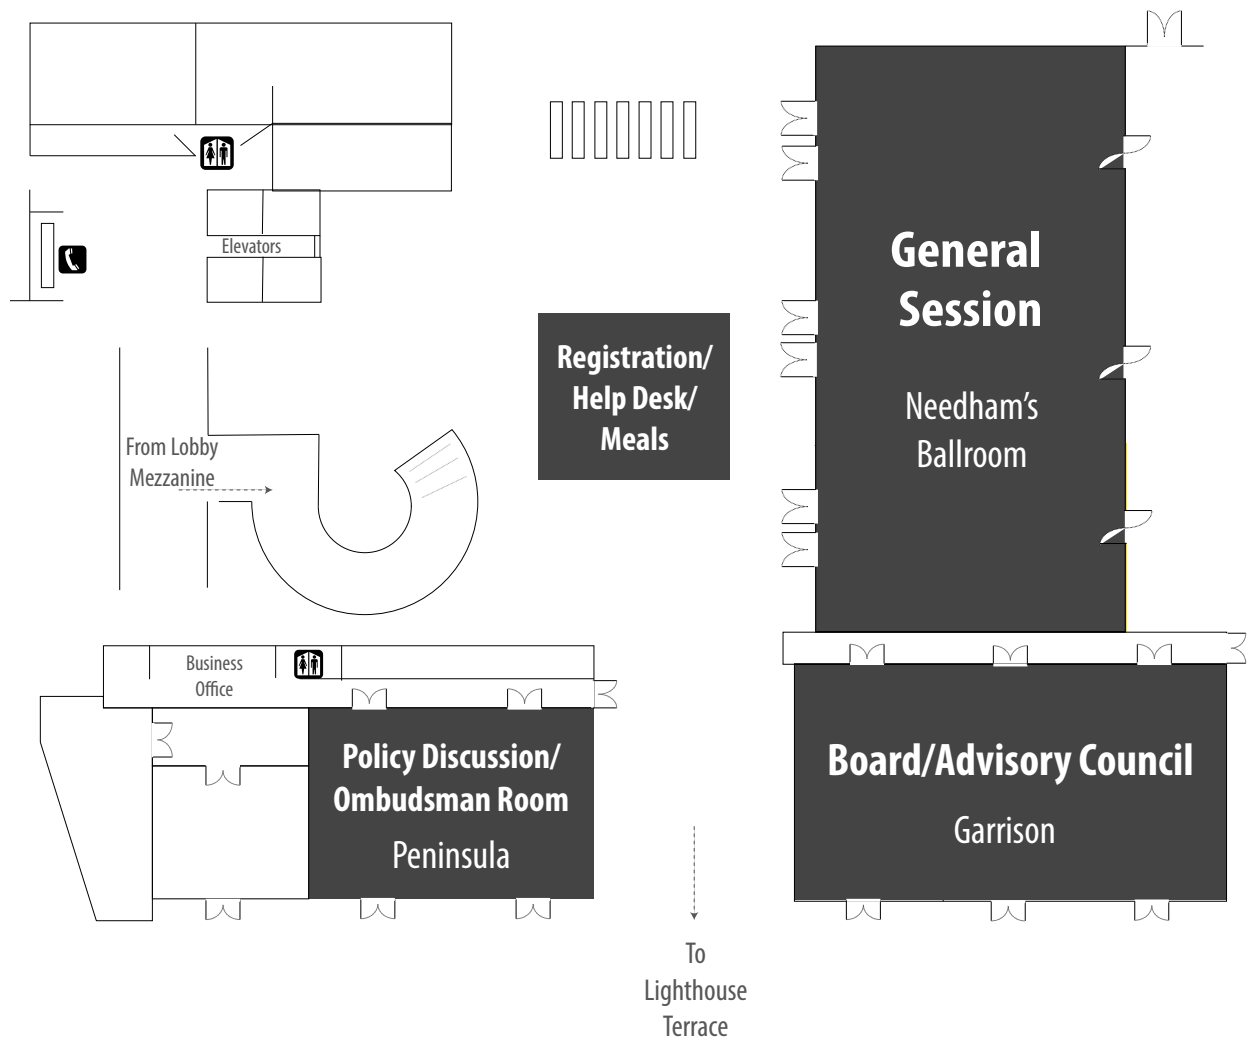 Elevators
General
Session
Needham's
Ballroom
Registration/
Help Desk/
Meals
From Lobby
Mezzanine
Business
Office
Policy Discussion/
Ombudsman Room
Peninsula
Board/Advisory Council
Garrison
To
Lighthouse
Terrace